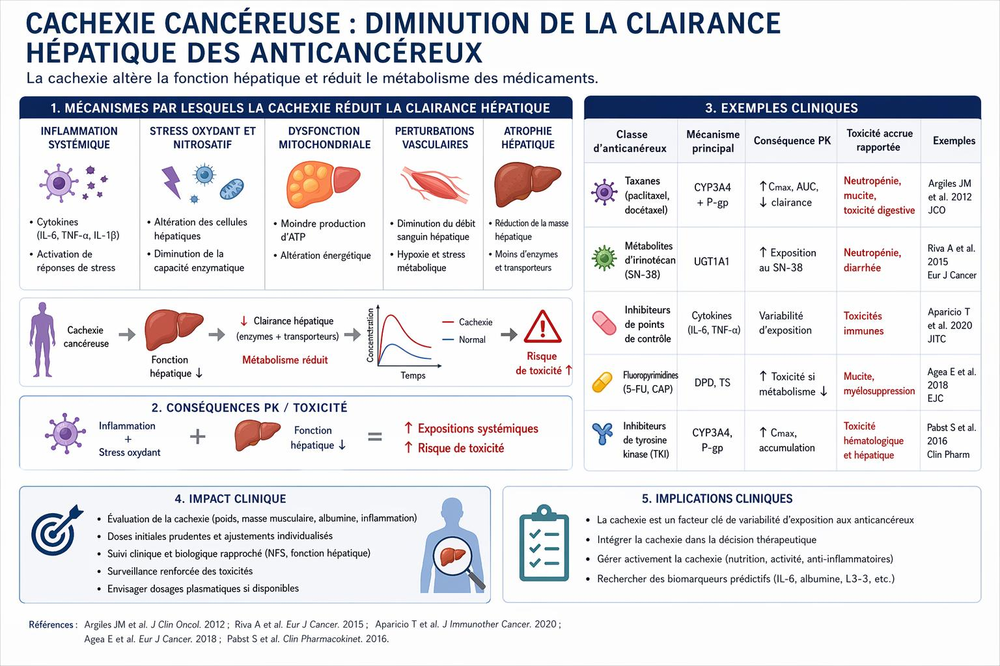 CACHEXIE CANCÉREUSE : DIMINUTION DE LA CLAIRANCE
HÉPATIQUE DES ANTICANCÉREUX
La cachexie altère la fonction hépatique et réduit le métabolisme des médicaments.
1. MÉCANISMES PAR LESQUELS LA CACHEXIE RÉDUIT LA CLAIRANCE HÉPATIQUE
INFLAMMATION
SYSTÉMIQUE
• Cytokines
(IL-6, TNF-α, IL-1β)
• Activation de
réponses de stress
STRESS OXYDANT ET
NITROSATIF
• Altération des cellules
hépatiques
• Diminution de la
capacité enzymatique
DYSFONCTION
MITOCHONDRIALE
• Moindre production
d'ATP
• Altération énergétique
PERTURBATIONS
VASCULAIRES
• Diminution du débit
sanguin hépatique
• Hypoxie et stress
métabolique
ATROPHIE
HÉPATIQUE
• Réduction de la masse
hépatique
• Moins d'enzymes
et transporteurs
Cachexie
cancéreuse
Fonction
hépatique ↓
↓ Clairance hépatique
(enzymes + transporteurs)
Métabolisme réduit
Concentration
Temps
Cachexie
Normal
Risque
de toxicité ↑
2. CONSÉQUENCES PK / TOXICITÉ
Inflammation
+
Stress oxydant
+
Fonction
hépatique ↓
=
↑ Expositions systémiques
↑ Risque de toxicité
3. EXEMPLES CLINIQUES
Classe
d'anticanéreux
Mécanisme
principal
Conséquence PK
Toxicité accrue
rapportée
Exemples
Taxanes
(paclitaxel,
docétaxel)
CYP3A4
+ P-gp
↑ Cmax, AUC,
↓ clairance
Neutropénie,
mucite,
toxicité digestive
Argiles JM
et al. 2012
JCO
Métabolites
d'irinotécan
(SN-38)
UGT1A1
↑ Exposition
au SN-38
Neutropénie,
diarrhée
Riva A et al.
2015
Eur J Cancer
Inhibiteurs
de points
de contrôle
Cytokines
(IL-6, TNF-α)
Variabilité
d'exposition
Toxicités
immunes
Aparicio T
et al. 2020
JITC
Fluoropyrimidines
(5-FU, CAP)
DPD, TS
↑ Toxicité si
métabolisme ↓
Mucite,
myélosuppression
Agea E et al.
2018
EJC
Inhibiteurs
de tyrosine
kinase (TKI)
CYP3A4,
P-gp
↑ Cmax,
accumulation
Toxicité
hématologique
et hépatique
Pabst S et al.
2016
Clin Pharm
4. IMPACT CLINIQUE
• Évaluation de la cachexie (poids, masse musculaire, albumine, inflammation)
• Doses initiales prudentes et ajustements individualisés
• Suivi clinique et biologique rapproché (NFS, fonction hépatique)
• Surveillance renforcée des toxicités
• Envisager dosages plasmatiques si disponibles
5. IMPLICATIONS CLINIQUES
• La cachexie est un facteur clé de variabilité d'exposition aux anticancéreux
• Intégrer la cachexie dans la décision thérapeutique
• Gérer activement la cachexie (nutrition, activité, anti-inflammatoires)
• Rechercher des biomarqueurs prédictifs (IL-6, albumine, L3-3, etc.)
Références : Argiles JM et al. J Clin Oncol. 2012 ; Riva A et al. Eur J Cancer. 2015 ; Aparicio T et al. J Immunother Cancer. 2020 ;
Agea E et al. Eur J Cancer. 2018 ; Pabst S et al. Clin Pharmacokinet. 2016.